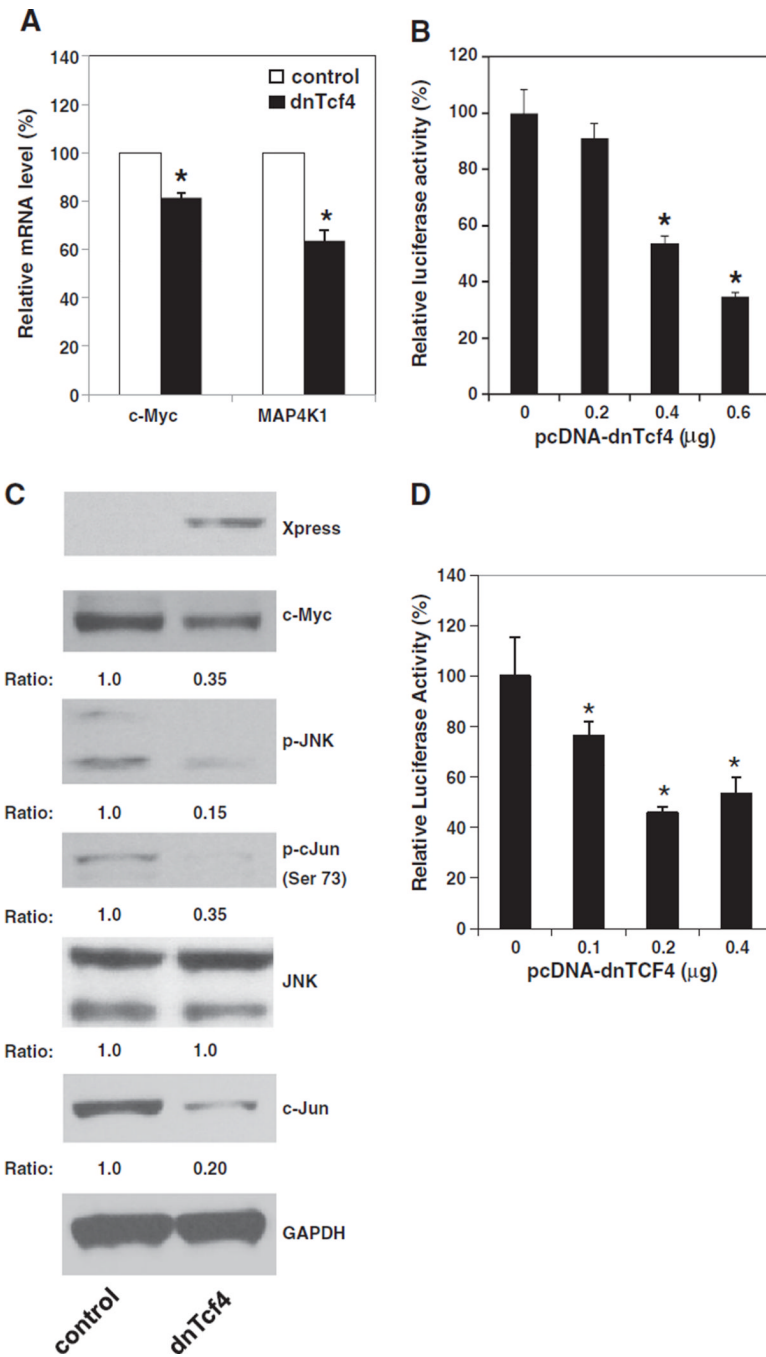 A
Relative mRNA level (%)
140
120
100
80
60
40
20
0
control
dnTcf4
*
*
c-Myc MAP4K1
B
Relative luciferase activity (%)
120
100
80
60
40
20
0
*
*
0 0.2 0.4 0.6
pcDNA-dnTcf4 (μg)
C
Xpress
c-Myc
Ratio: 1.0 0.35
p-JNK
Ratio: 1.0 0.15
p-cJun
(Ser 73)
Ratio: 1.0 0.35
JNK
Ratio: 1.0 1.0
c-Jun
Ratio: 1.0 0.20
GAPDH
control dnTcf4
D
Relative Luciferase Activity (%)
140
120
100
80
60
40
20
0
*
*
*
0 0.1 0.2 0.4
pcDNA-dnTCF4 (μg)